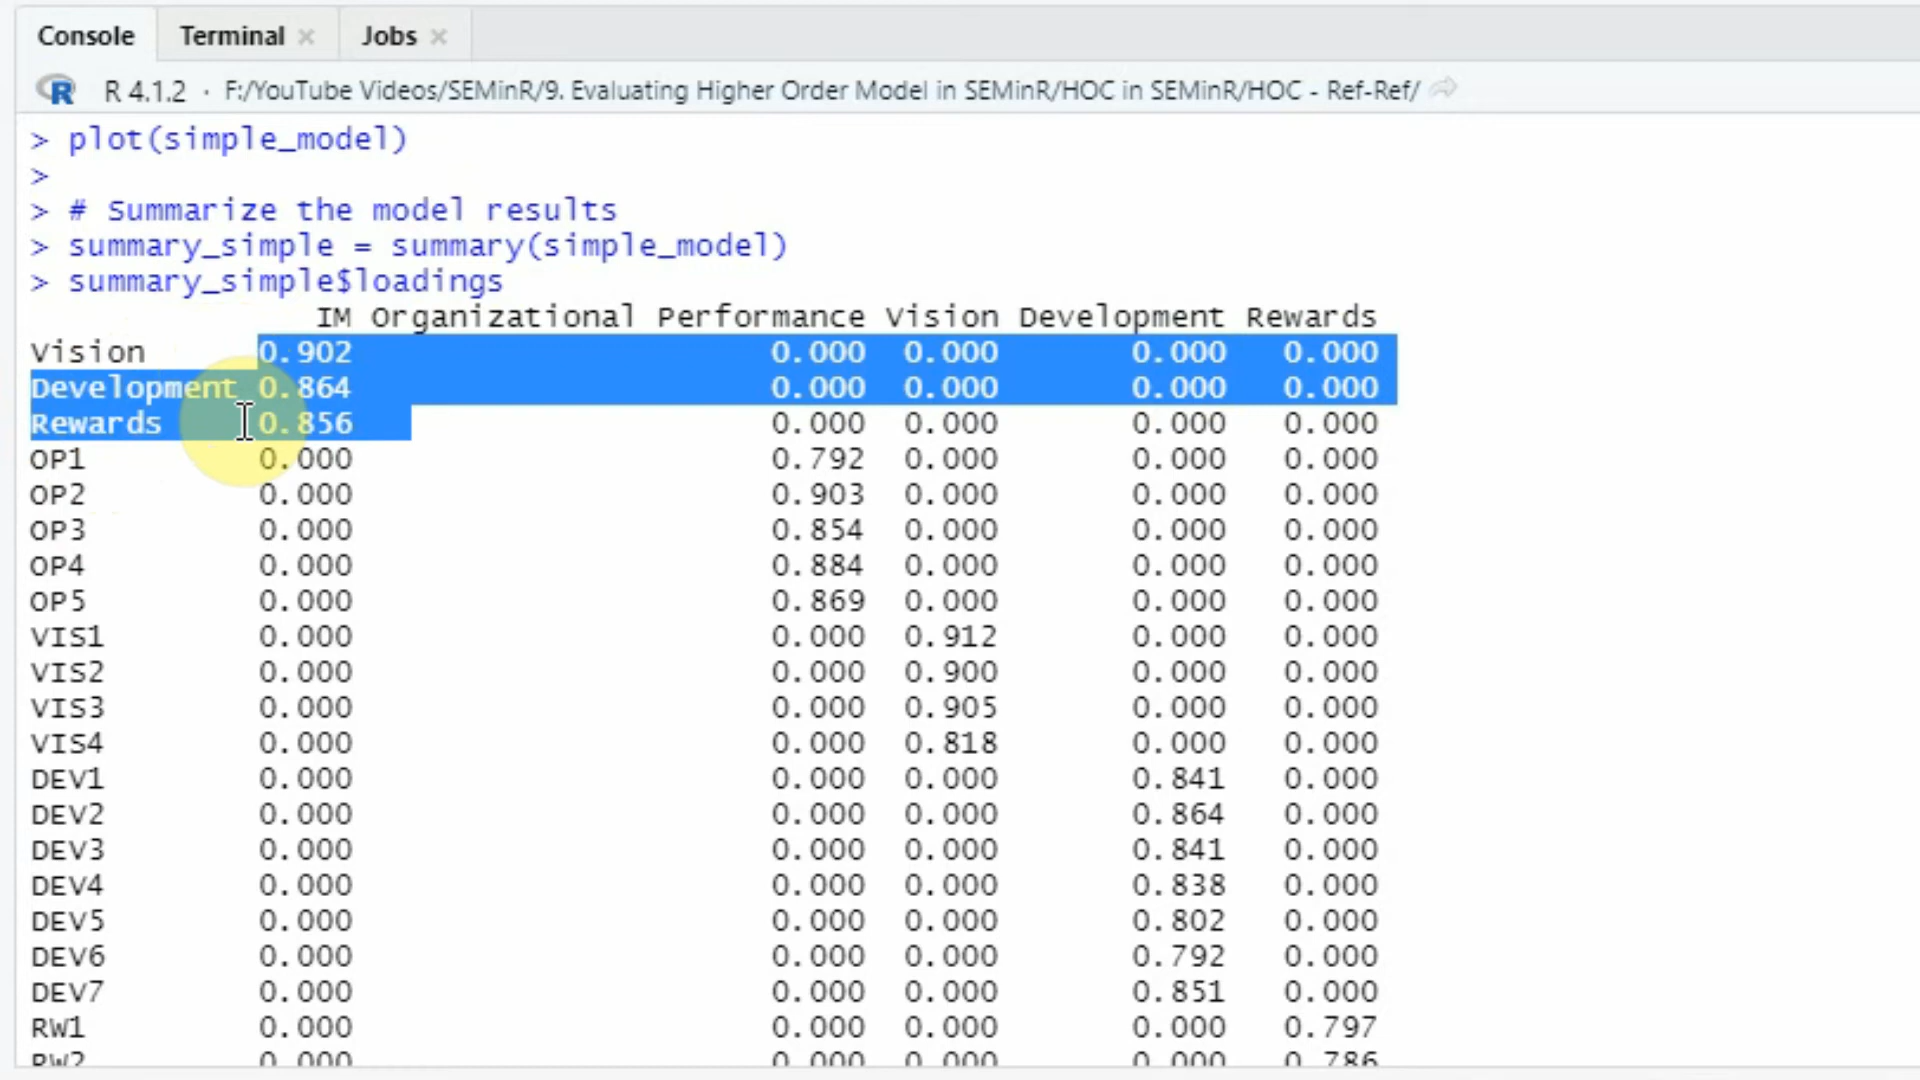 Console Terminal × Jobs ×
R 4.1.2 · F:/YouTube Videos/SEMinR/9. Evaluating Higher Order Model in SEMinR/HOC in SEMinR/HOC - Ref-Ref/
> plot(simple_model)
>
> # Summarize the model results
> summary_simple = summary(simple_model)
> summary_simple$loadings
IM Organizational Performance Vision Development Rewards
Vision 0.902 0.000 0.000 0.000 0.000
Development 0.864 0.000 0.000 0.000 0.000
Rewards 0.856 0.000 0.000 0.000 0.000
OP1 0.000 0.792 0.000 0.000 0.000
OP2 0.000 0.903 0.000 0.000 0.000
OP3 0.000 0.854 0.000 0.000 0.000
OP4 0.000 0.884 0.000 0.000 0.000
OP5 0.000 0.869 0.000 0.000 0.000
VIS1 0.000 0.000 0.912 0.000 0.000
VIS2 0.000 0.000 0.900 0.000 0.000
VIS3 0.000 0.000 0.905 0.000 0.000
VIS4 0.000 0.000 0.818 0.000 0.000
DEV1 0.000 0.000 0.000 0.841 0.000
DEV2 0.000 0.000 0.000 0.864 0.000
DEV3 0.000 0.000 0.000 0.841 0.000
DEV4 0.000 0.000 0.000 0.838 0.000
DEV5 0.000 0.000 0.000 0.802 0.000
DEV6 0.000 0.000 0.000 0.792 0.000
DEV7 0.000 0.000 0.000 0.851 0.000
RW1 0.000 0.000 0.000 0.000 0.797
RW2 0.000 0.000 0.000 0.000 0.786